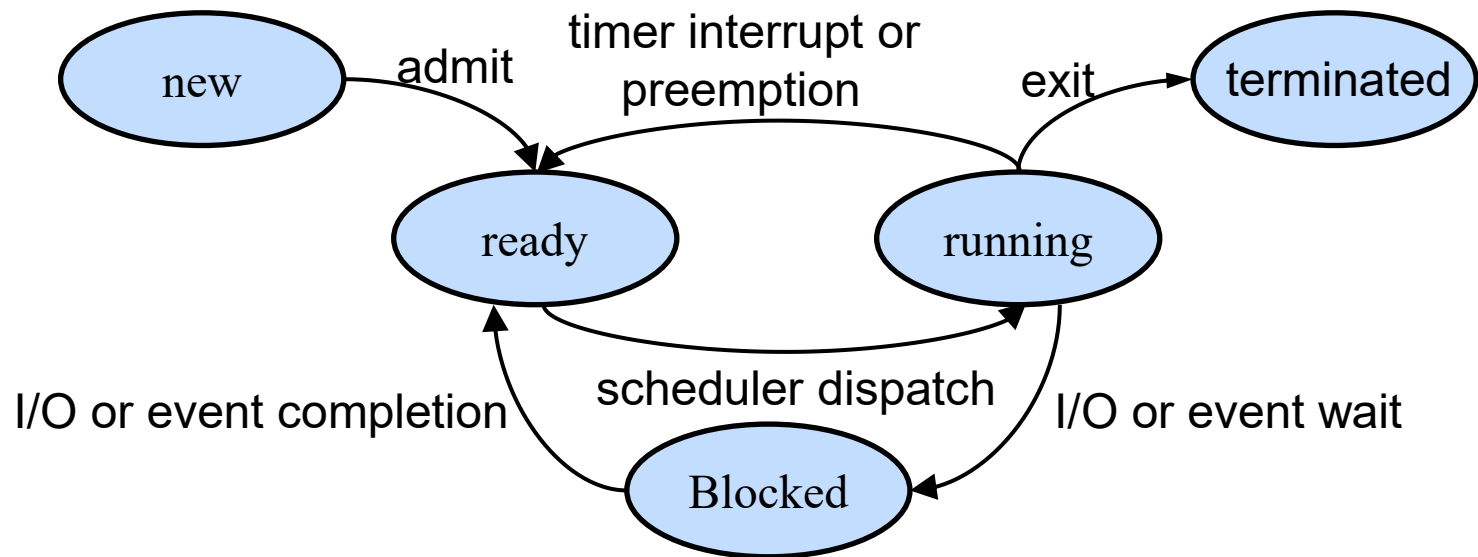 new
admit
timer interrupt or
preemption
exit
terminated
ready
running
I/O or event completion
scheduler dispatch
I/O or event wait
Blocked